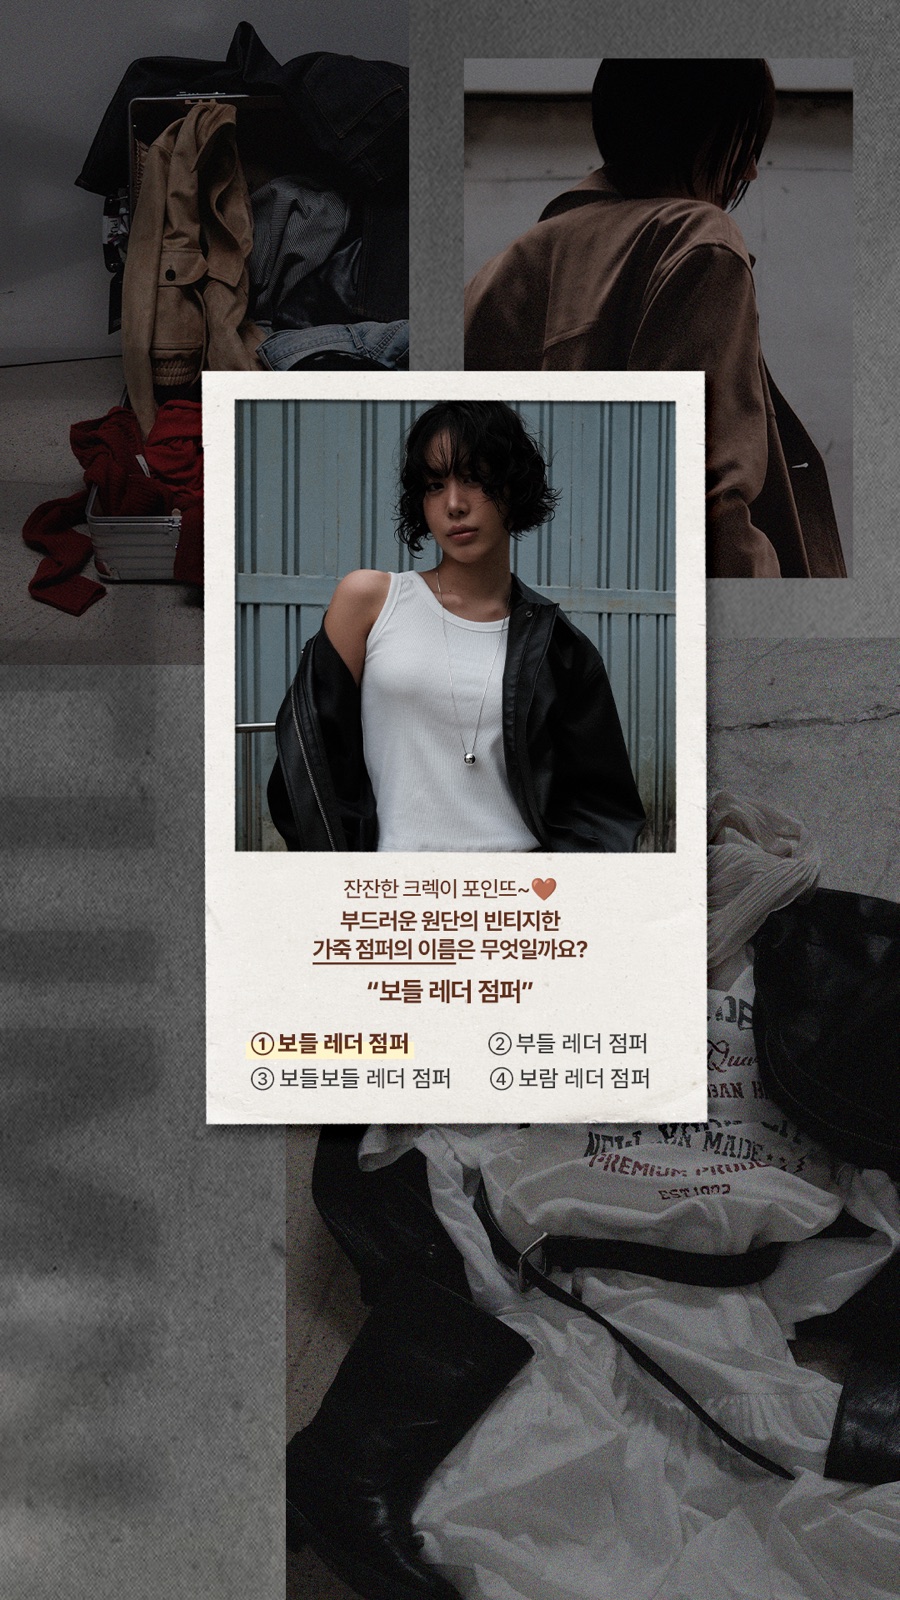 잔잔한 크렉이 포인뜨~🤎
부드러운 원단의 빈티지한
가죽 점퍼의 이름은 무엇일까요?
“보들 레더 점퍼”
① 보들 레더 점퍼
② 부들 레더 점퍼
③ 보들보들 레더 점퍼
④ 보람 레더 점퍼
MADE
PREMIUM
EST.1992